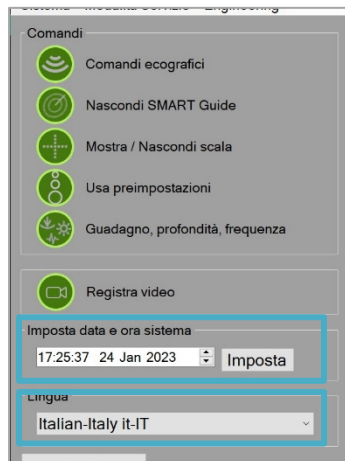 Comandi
Comandi ecografici
Nascondi SMART Guide
Mostra / Nascondi scala
Usa preimpostazioni
Guadagno, profondità, frequenza
Registra video
Imposta data e ora sistema
17:25:37 24 Jan 2023 Imposta
Lingua
Italian-Italy it-IT